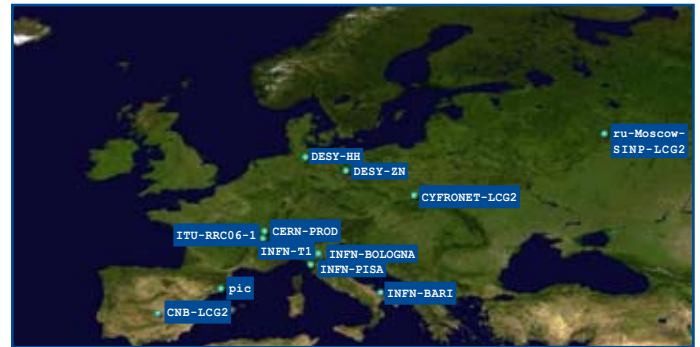 ru-Moscow-
SINP-LCG2
DESY-HH
DESY-ZN
CYFRONET-LCG2
CERN-PROD
ITU-RRC06-1
INFN-T1
INFN-BOLOGNA
INFN-PISA
pic
INFN-BARI
CNB-LCG2